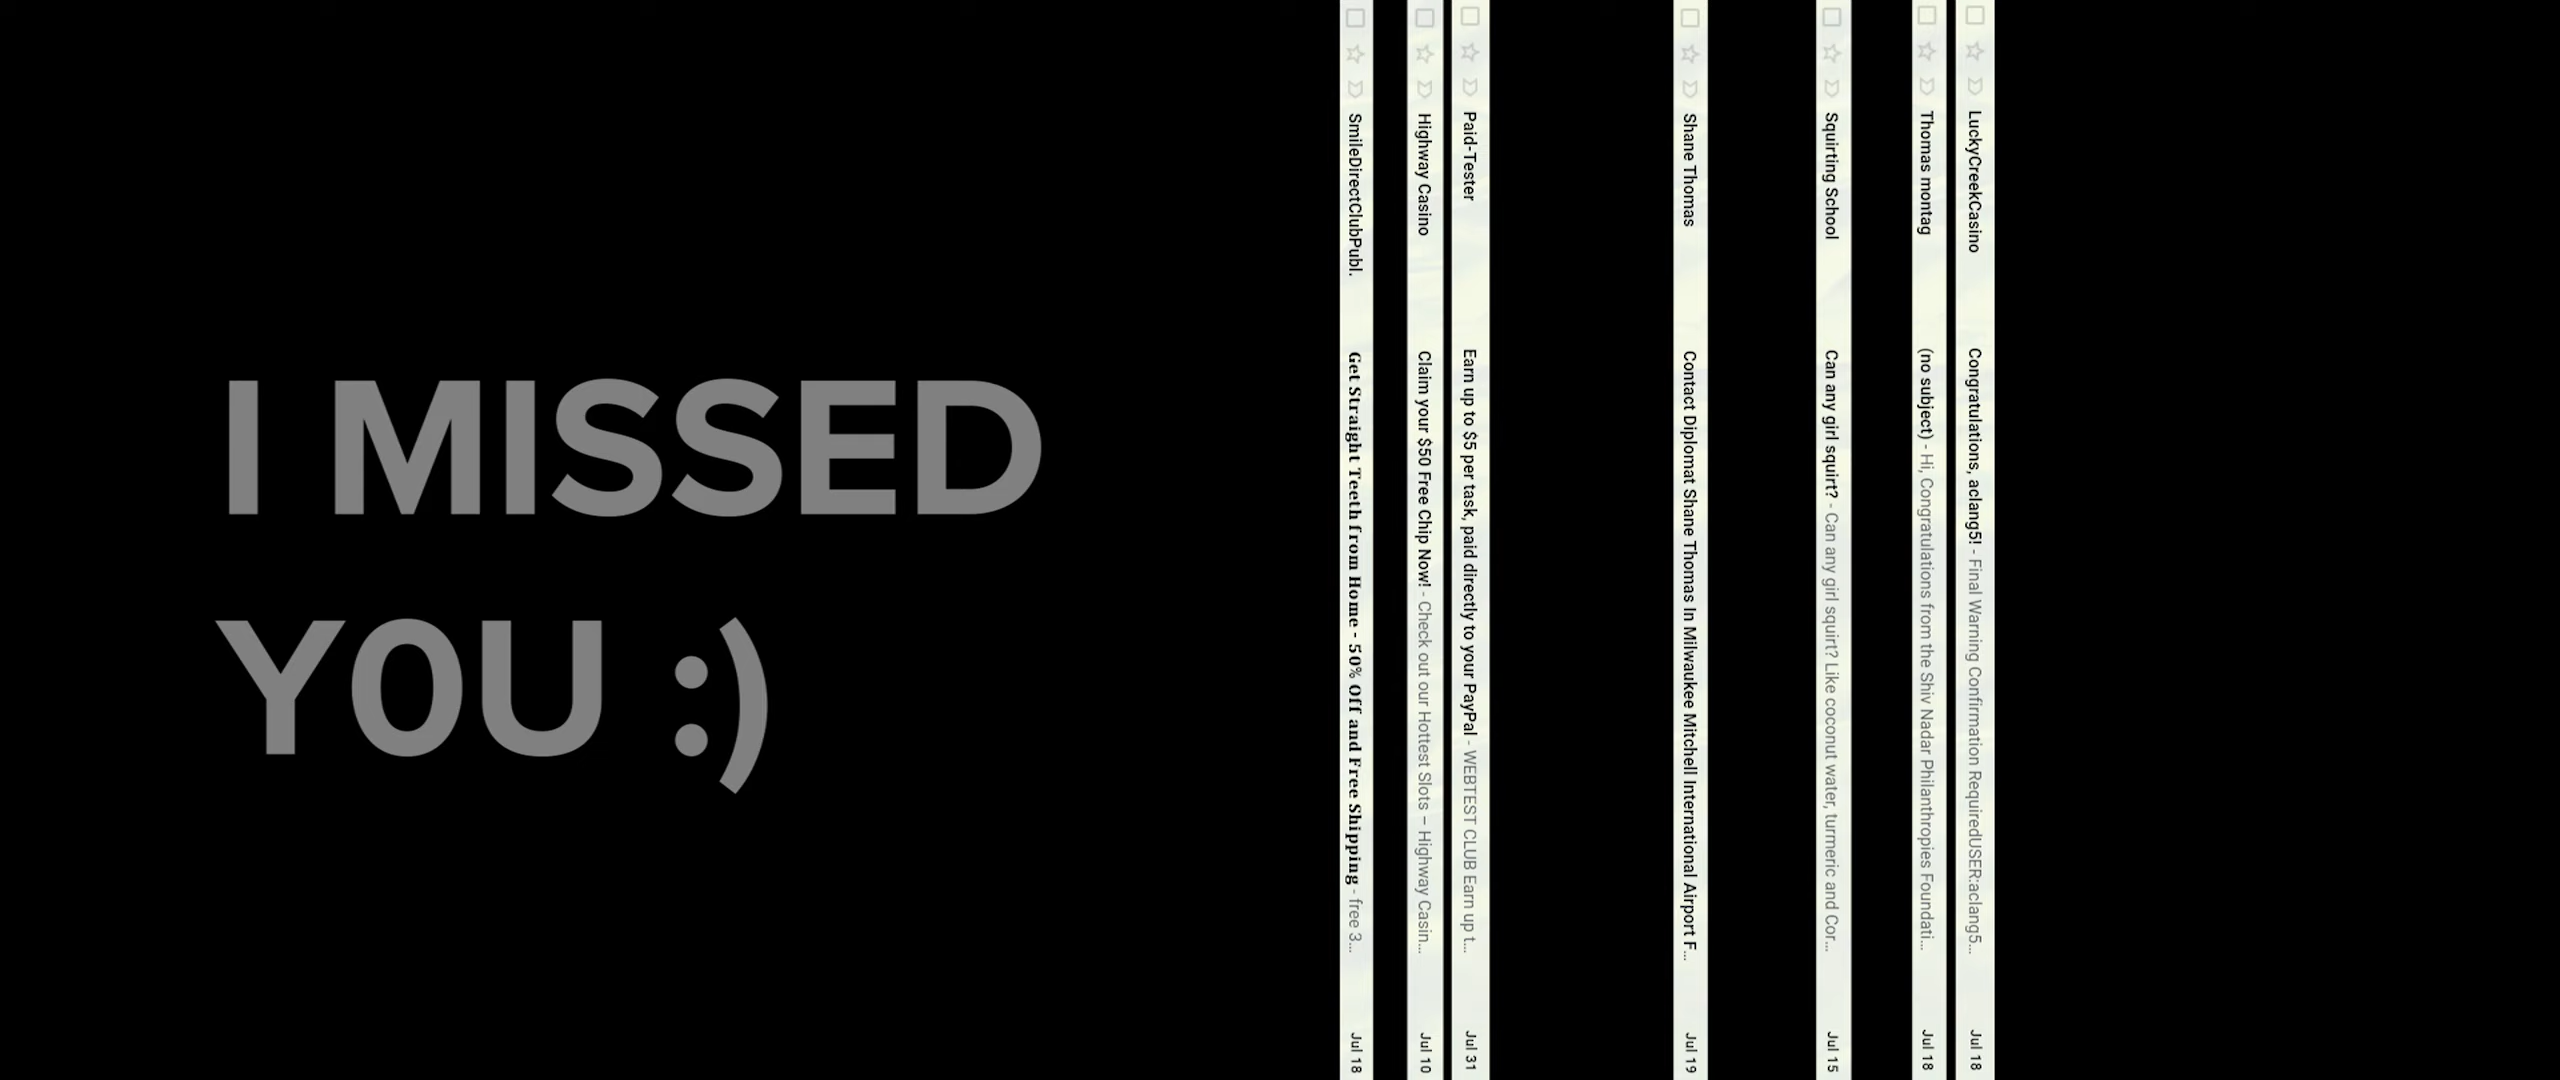 I MISSED
Y0U :)
SmileDirectClubPubl. Get Straight Teeth from Home - 50% Off and Free Shipping - free 3... Jul 18
Highway Casino Claim your $50 Free Chip Now! - Check out our Hottest Slots – Highway Casin... Jul 10
Paid-Tester Earn up to $5 per task, paid directly to your PayPal - WEBTEST CLUB Earn up t... Jul 31
Shane Thomas Contact Diplomat Shane Thomas In Milwaukee Mitchell International Airport F... Jul 19
Squirting School Can any girl squirt? - Can any girl squirt? Like coconut water, turmeric and Cor... Jul 15
Thomas montag (no subject) - Hi, Congratulations from the Shiv Nadar Philanthropies Foundati... Jul 18
LuckyCreekCasino Congratulations, aclang5! - Final Warning Confirmation RequiredUSER:aclang5... Jul 18